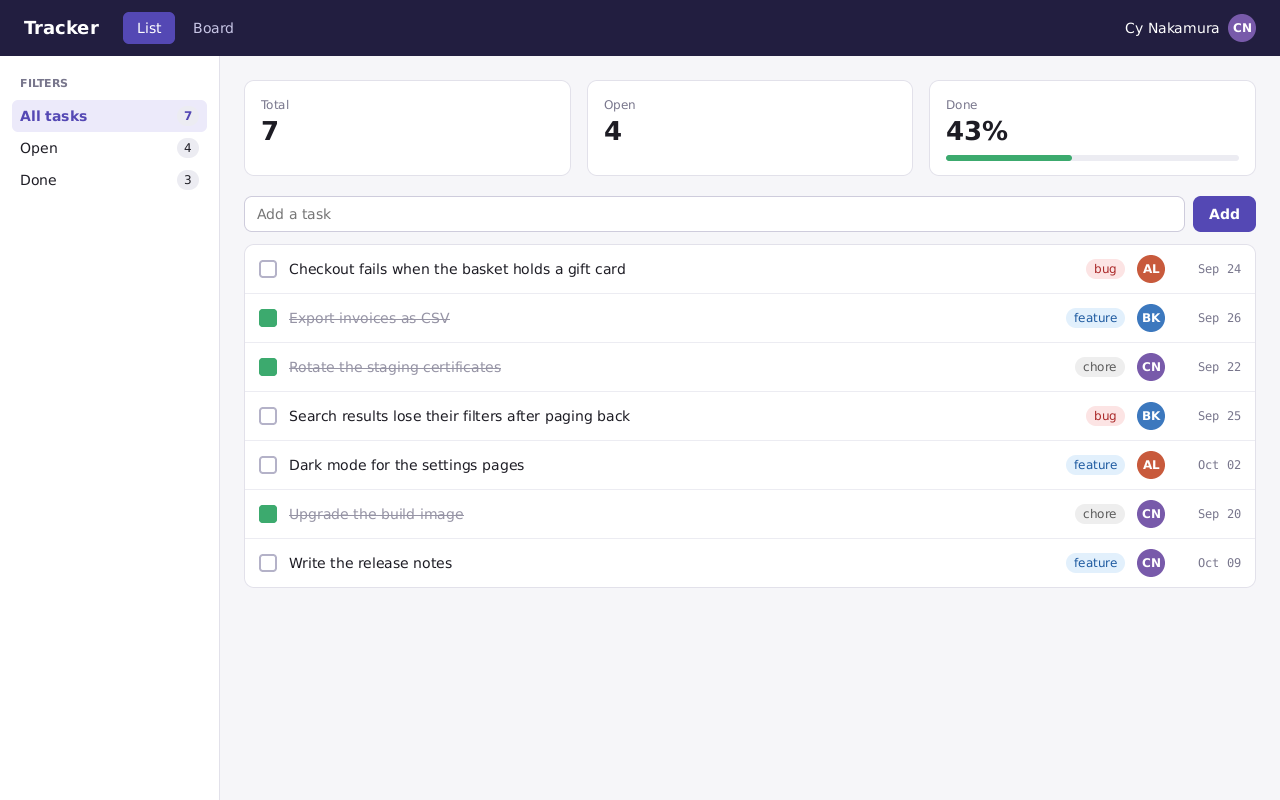 Tracker List Board Cy Nakamura CN
FILTERS
All tasks 7
Open 4
Done 3
Total
7
Open
4
Done
43%
Add a task Add
Checkout fails when the basket holds a gift card bug AL Sep 24
Export invoices as CSV feature BK Sep 26
Rotate the staging certificates chore CN Sep 22
Search results lose their filters after paging back bug BK Sep 25
Dark mode for the settings pages feature AL Oct 02
Upgrade the build image chore CN Sep 20
Write the release notes feature CN Oct 09